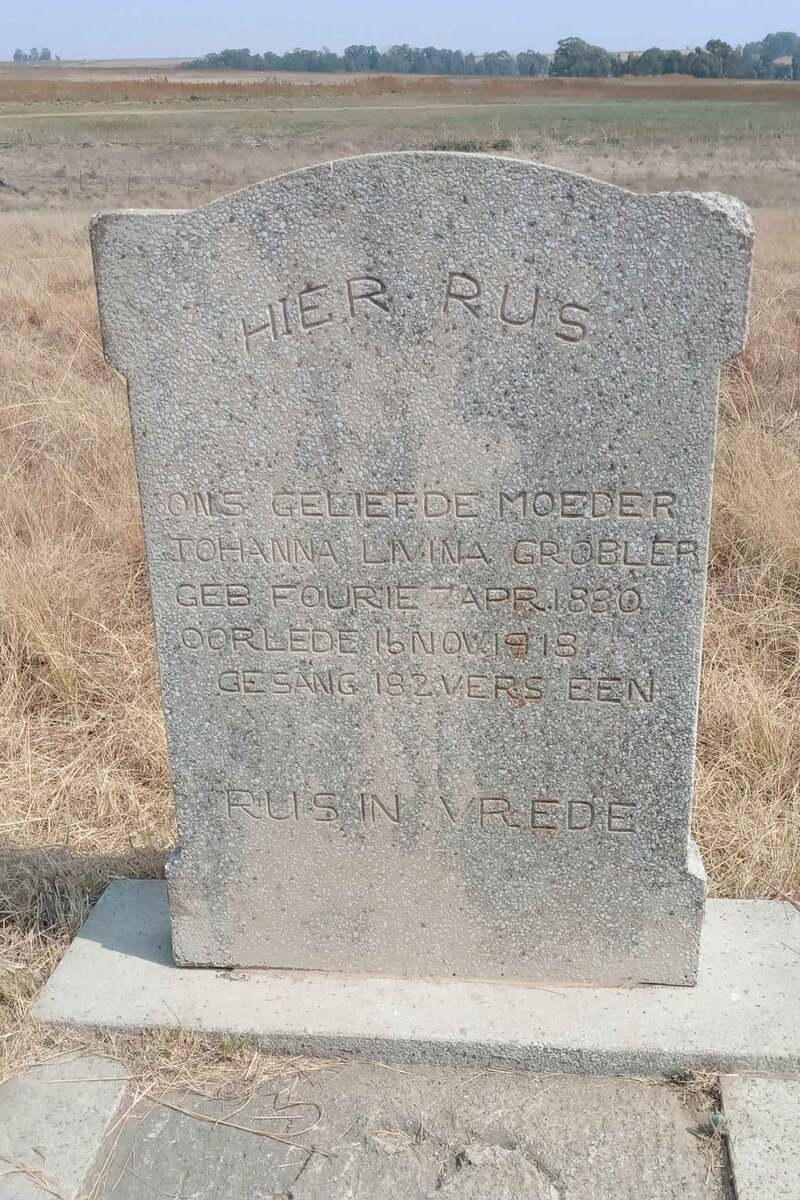 HIER RUS
ONS GELIEFDE MOEDER
JOHANNA LIVINA GROBLER
GEB FOURIE 7 APR. 1880
OORLEDE 16 NOV. 1918.
GESANG 182 VERS EEN
RUS IN VREDE